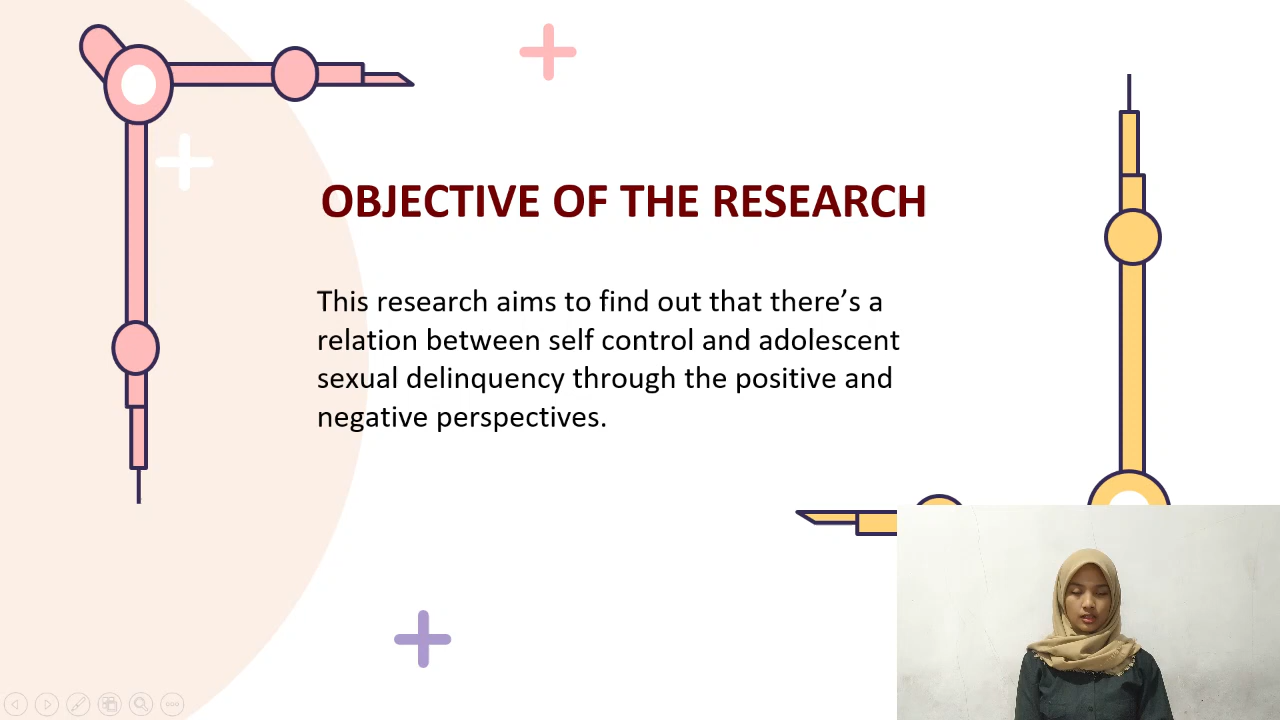 OBJECTIVE OF THE RESEARCH
This research aims to find out that there’s a
relation between self control and adolescent
sexual delinquency through the positive and
negative perspectives.